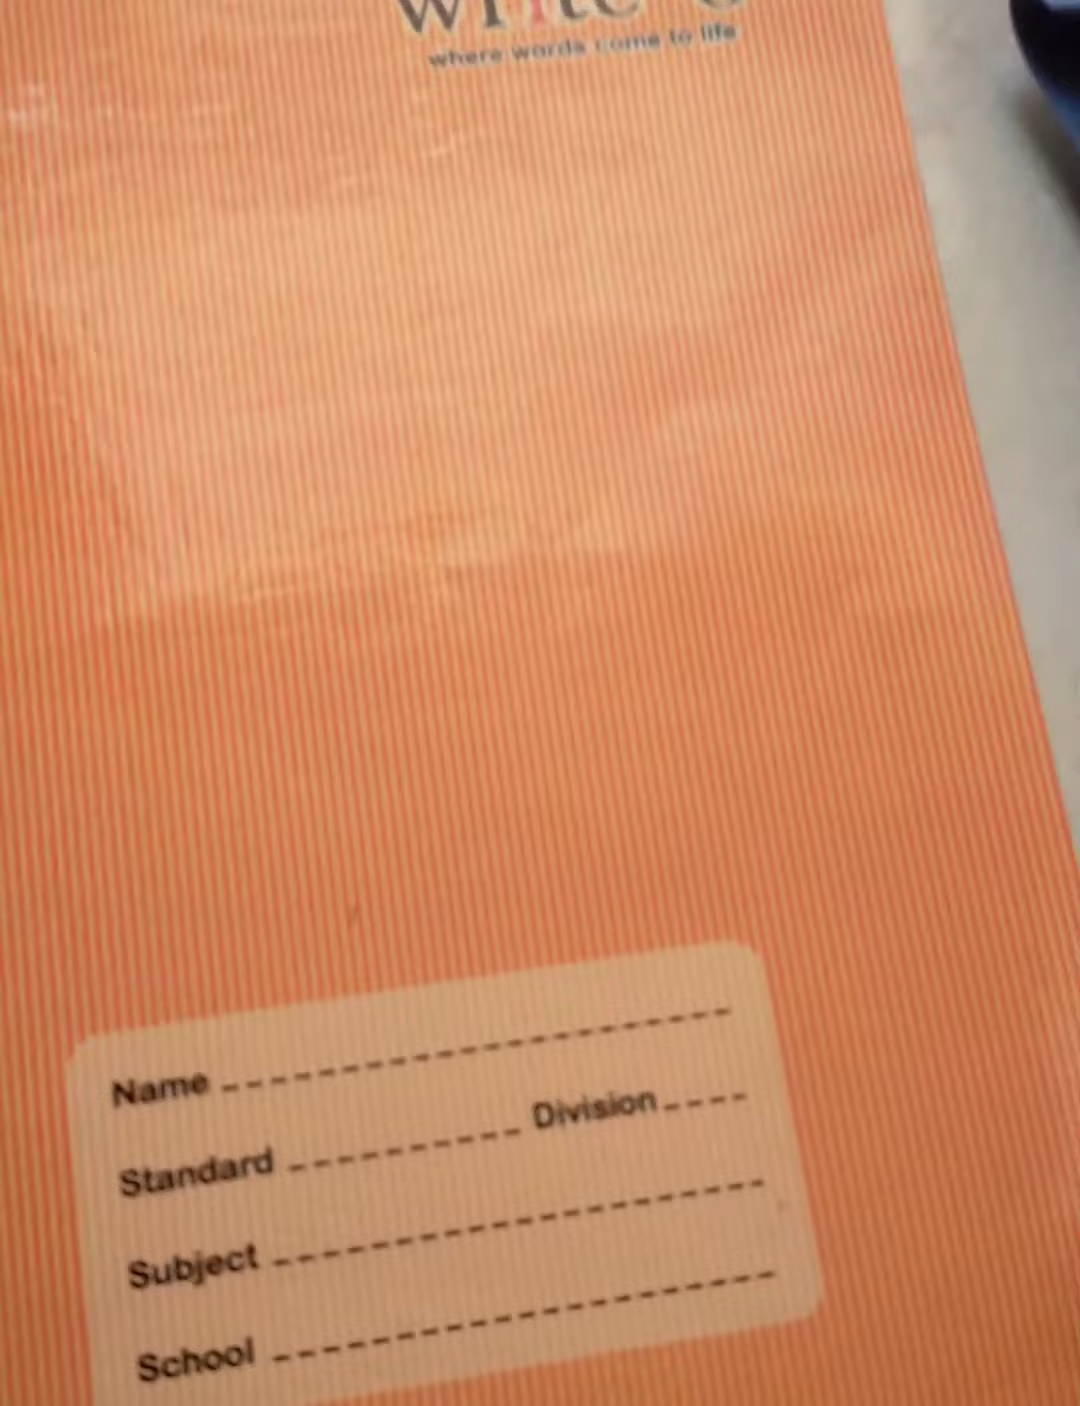 where words come to life
Name
Standard Division
Subject
School